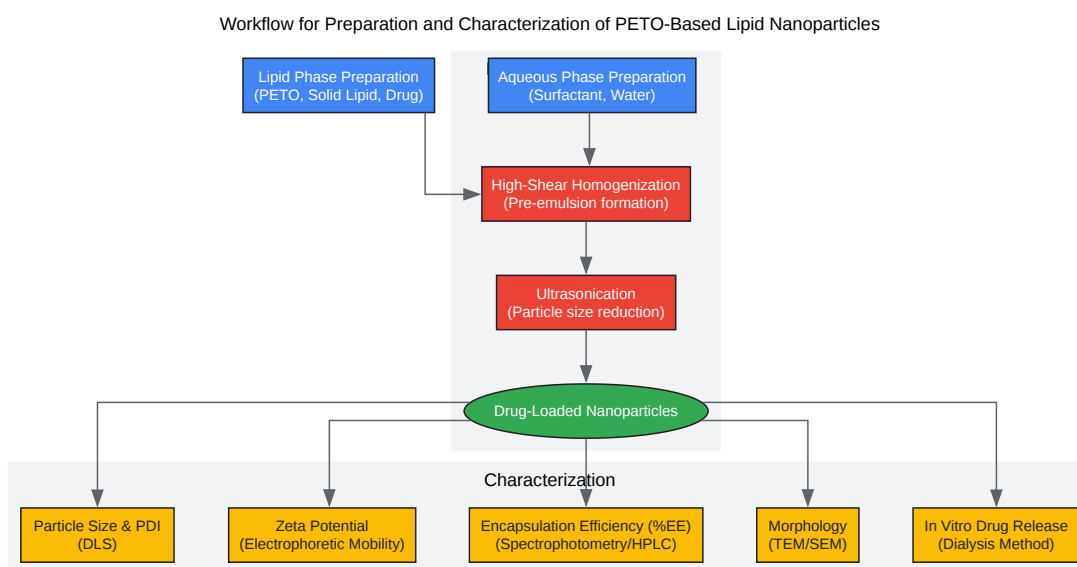 Workflow for Preparation and Characterization of PETO-Based Lipid Nanoparticles
Lipid Phase Preparation
(PETO, Solid Lipid, Drug)
Aqueous Phase Preparation
(Surfactant, Water)
High-Shear Homogenization
(Pre-emulsion formation)
Ultrasonication
(Particle size reduction)
Drug-Loaded Nanoparticles
Characterization
Particle Size & PDI
(DLS)
Zeta Potential
(Electrophoretic Mobility)
Encapsulation Efficiency (%EE)
(Spectrophotometry/HPLC)
Morphology
(TEM/SEM)
In Vitro Drug Release
(Dialysis Method)